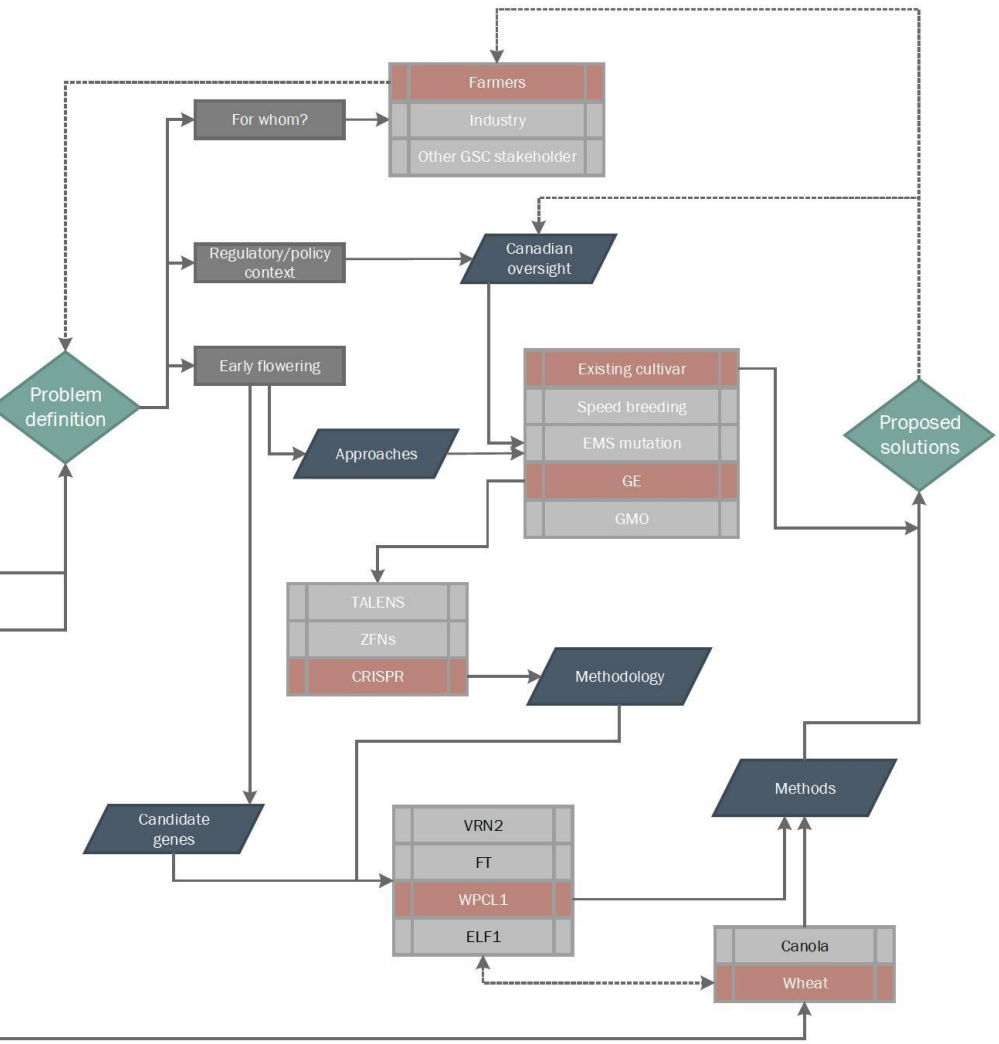 Farmers
For whom?
Industry
Other GSC stakeholder
Regulatory/policy
context
Canadian
oversight
Early flowering
Existing cultivar
Problem
definition
Speed breeding
Proposed
solutions
Approaches
EMS mutation
GE
GMO
TALENS
ZFNs
CRISPR
Methodology
Methods
Candidate
genes
VRN2
FT
WPCL1
ELF1
Canola
Wheat